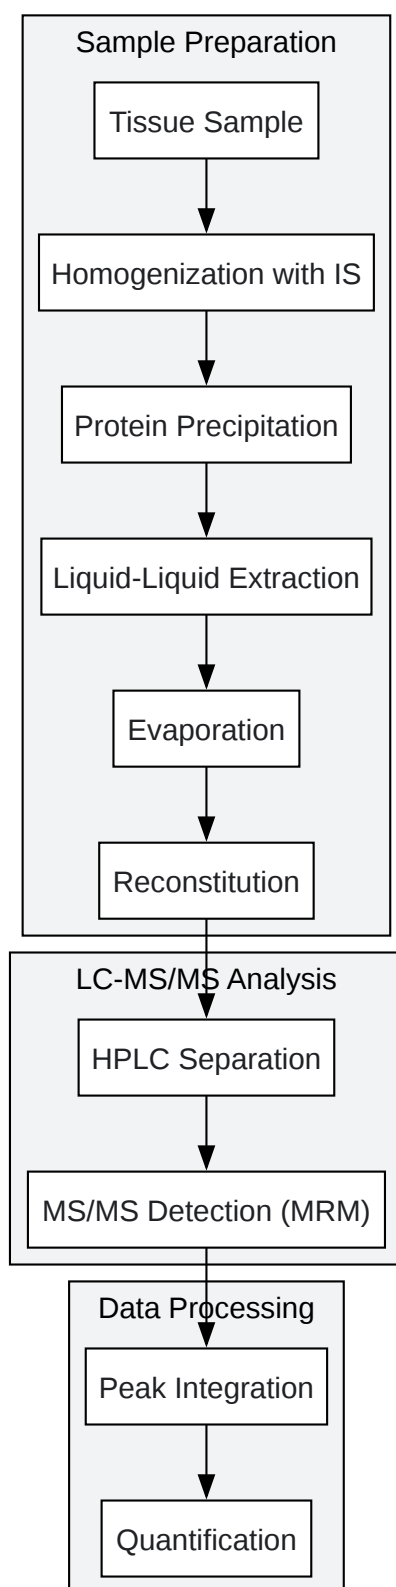 Sample Preparation
Tissue Sample
Homogenization with IS
Protein Precipitation
Liquid-Liquid Extraction
Evaporation
Reconstitution
LC-MS/MS Analysis
HPLC Separation
MS/MS Detection (MRM)
Data Processing
Peak Integration
Quantification